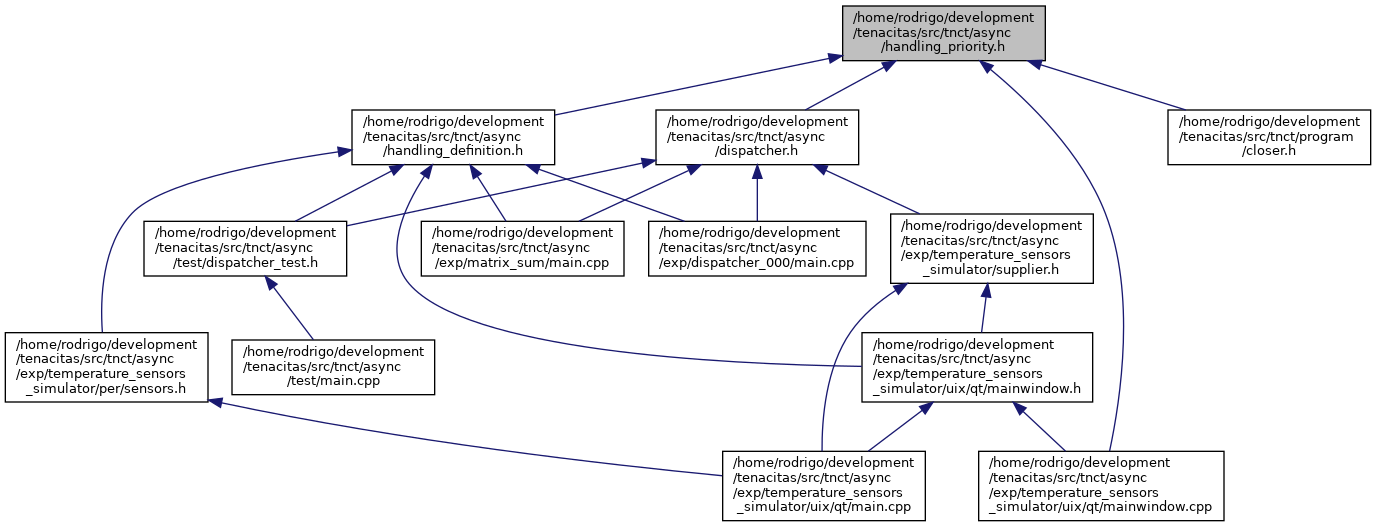 /home/rodrigo/development
/tenacitas/src/tnct/async
/handling_priority.h
/home/rodrigo/development
/tenacitas/src/tnct/async
/handling_definition.h
/home/rodrigo/development
/tenacitas/src/tnct/async
/dispatcher.h
/home/rodrigo/development
/tenacitas/src/tnct/program
/closer.h
/home/rodrigo/development
/tenacitas/src/tnct/async
/test/dispatcher_test.h
/home/rodrigo/development
/tenacitas/src/tnct/async
/exp/matrix_sum/main.cpp
/home/rodrigo/development
/tenacitas/src/tnct/async
/exp/dispatcher_000/main.cpp
/home/rodrigo/development
/tenacitas/src/tnct/async
/exp/temperature_sensors
_simulator/supplier.h
/home/rodrigo/development
/tenacitas/src/tnct/async
/exp/temperature_sensors
_simulator/per/sensors.h
/home/rodrigo/development
/tenacitas/src/tnct/async
/test/main.cpp
/home/rodrigo/development
/tenacitas/src/tnct/async
/exp/temperature_sensors
_simulator/uix/qt/mainwindow.h
/home/rodrigo/development
/tenacitas/src/tnct/async
/exp/temperature_sensors
_simulator/uix/qt/main.cpp
/home/rodrigo/development
/tenacitas/src/tnct/async
/exp/temperature_sensors
_simulator/uix/qt/mainwindow.cpp